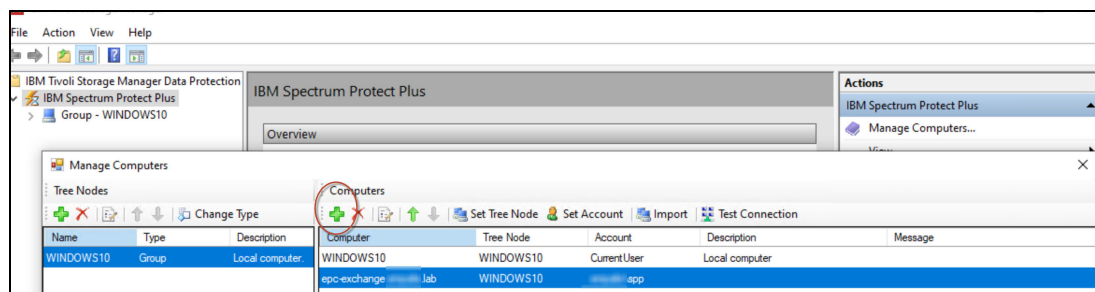 File Action View Help
IBM Tivoli Storage Manager Data Protection
IBM Spectrum Protect Plus
Group - WINDOWS10
IBM Spectrum Protect Plus
Overview
Actions
IBM Spectrum Protect Plus
Manage Computers...
View
Manage Computers
Tree Nodes
Change Type
Name Type Description
WINDOWS10 Group Local computer.
Computers
Set Tree Node Set Account Import Test Connection
Computer Tree Node Account Description Message
WINDOWS10 WINDOWS10 CurrentUser Local computer
epc-exchange .lab WINDOWS10 app